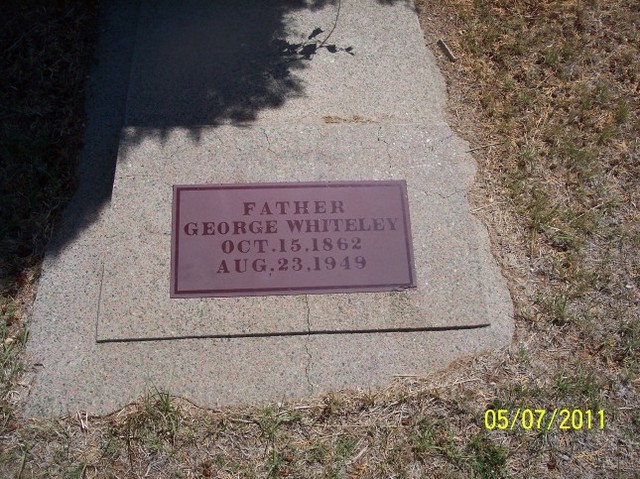 FATHER
GEORGE WHITELEY
OCT.15,1862
AUG.23,1949
05/07/2011